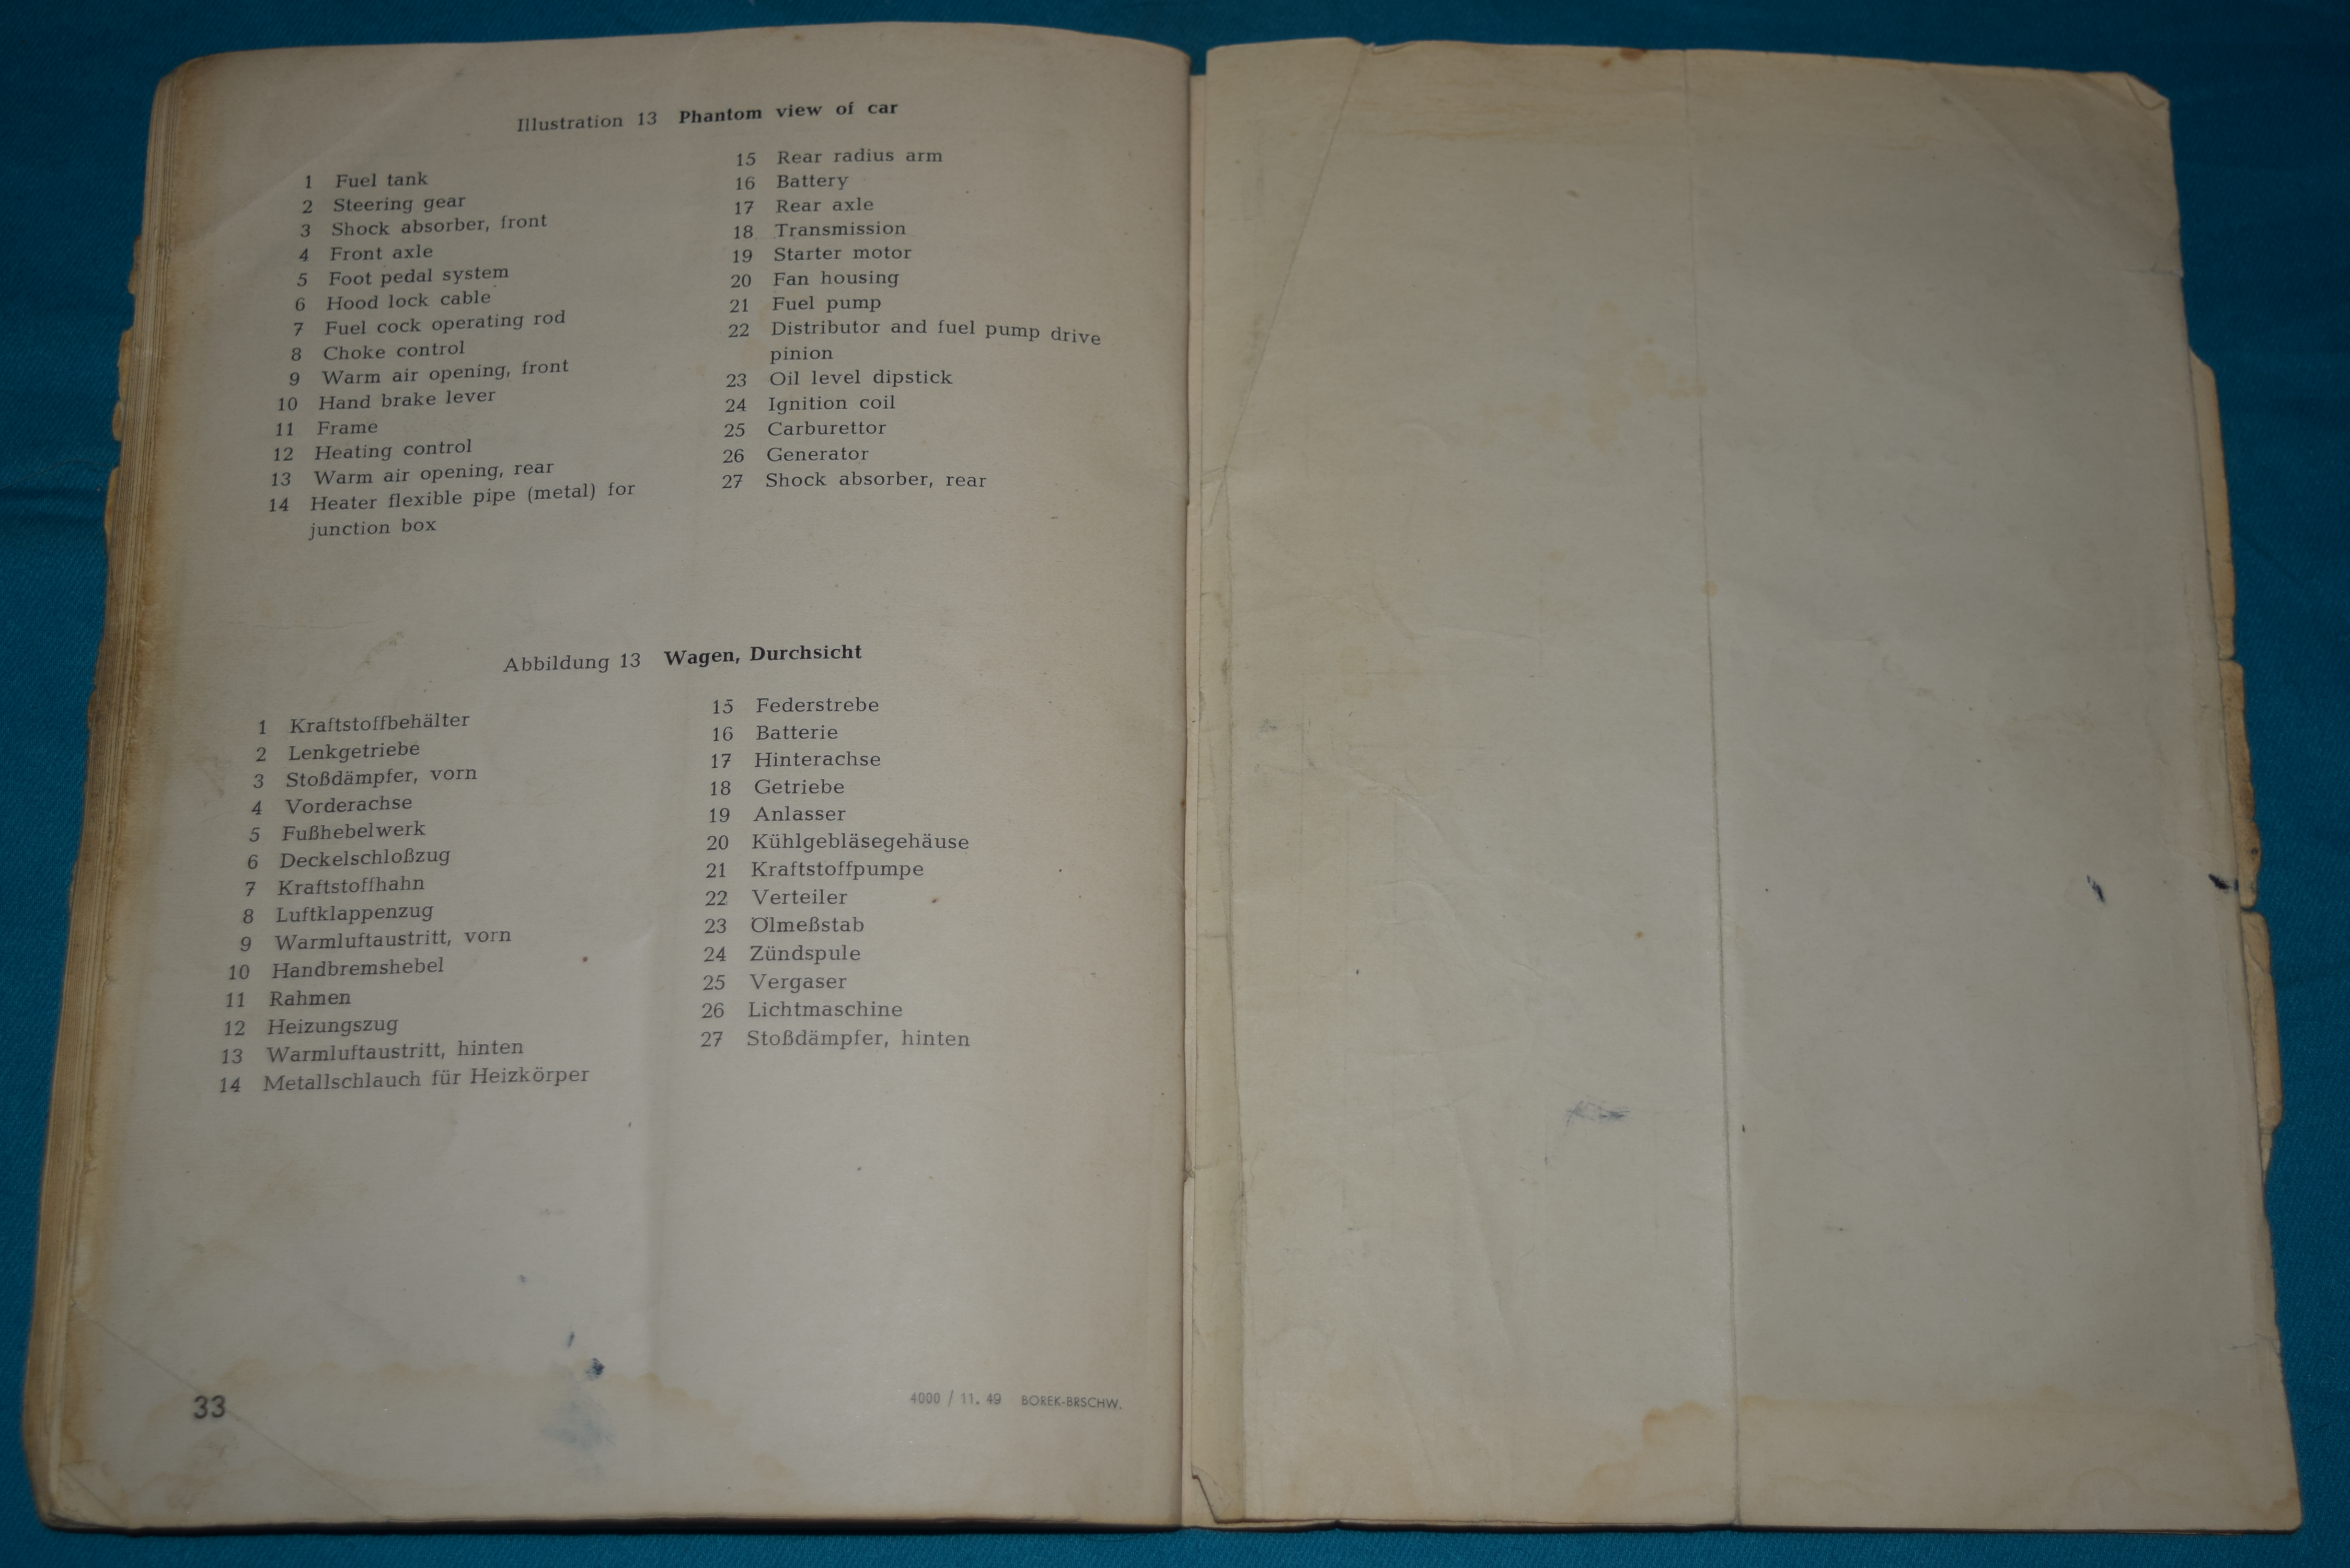 Illustration 13 Phantom view of car
1 Fuel tank
2 Steering gear
3 Shock absorber, front
4 Front axle
5 Foot pedal system
6 Hood lock cable
7 Fuel cock operating rod
8 Choke control
9 Warm air opening, front
10 Hand brake lever
11 Frame
12 Heating control
13 Warm air opening, rear
14 Heater flexible pipe (metal) for
junction box
15 Rear radius arm
16 Battery
17 Rear axle
18 Transmission
19 Starter motor
20 Fan housing
21 Fuel pump
22 Distributor and fuel pump drive
pinion
23 Oil level dipstick
24 Ignition coil
25 Carburettor
26 Generator
27 Shock absorber, rear
Abbildung 13 Wagen, Durchsicht
1 Kraftstoffbehälter
2 Lenkgetriebe
3 Stoßdämpfer, vorn
4 Vorderachse
5 Fußhebelwerk
6 Deckelschloßzug
7 Kraftstoffhahn
8 Luftklappenzug
9 Warmluftaustritt, vorn
10 Handbremshebel
11 Rahmen
12 Heizungszug
13 Warmluftaustritt, hinten
14 Metallschlauch für Heizkörper
15 Federstrebe
16 Batterie
17 Hinterachse
18 Getriebe
19 Anlasser
20 Kühlgebläsegehäuse
21 Kraftstoffpumpe
22 Verteiler
23 Ölmeßstab
24 Zündspule
25 Vergaser
26 Lichtmaschine
27 Stoßdämpfer, hinten
33
4000 / 11. 49 BOREK-BRSCHW.